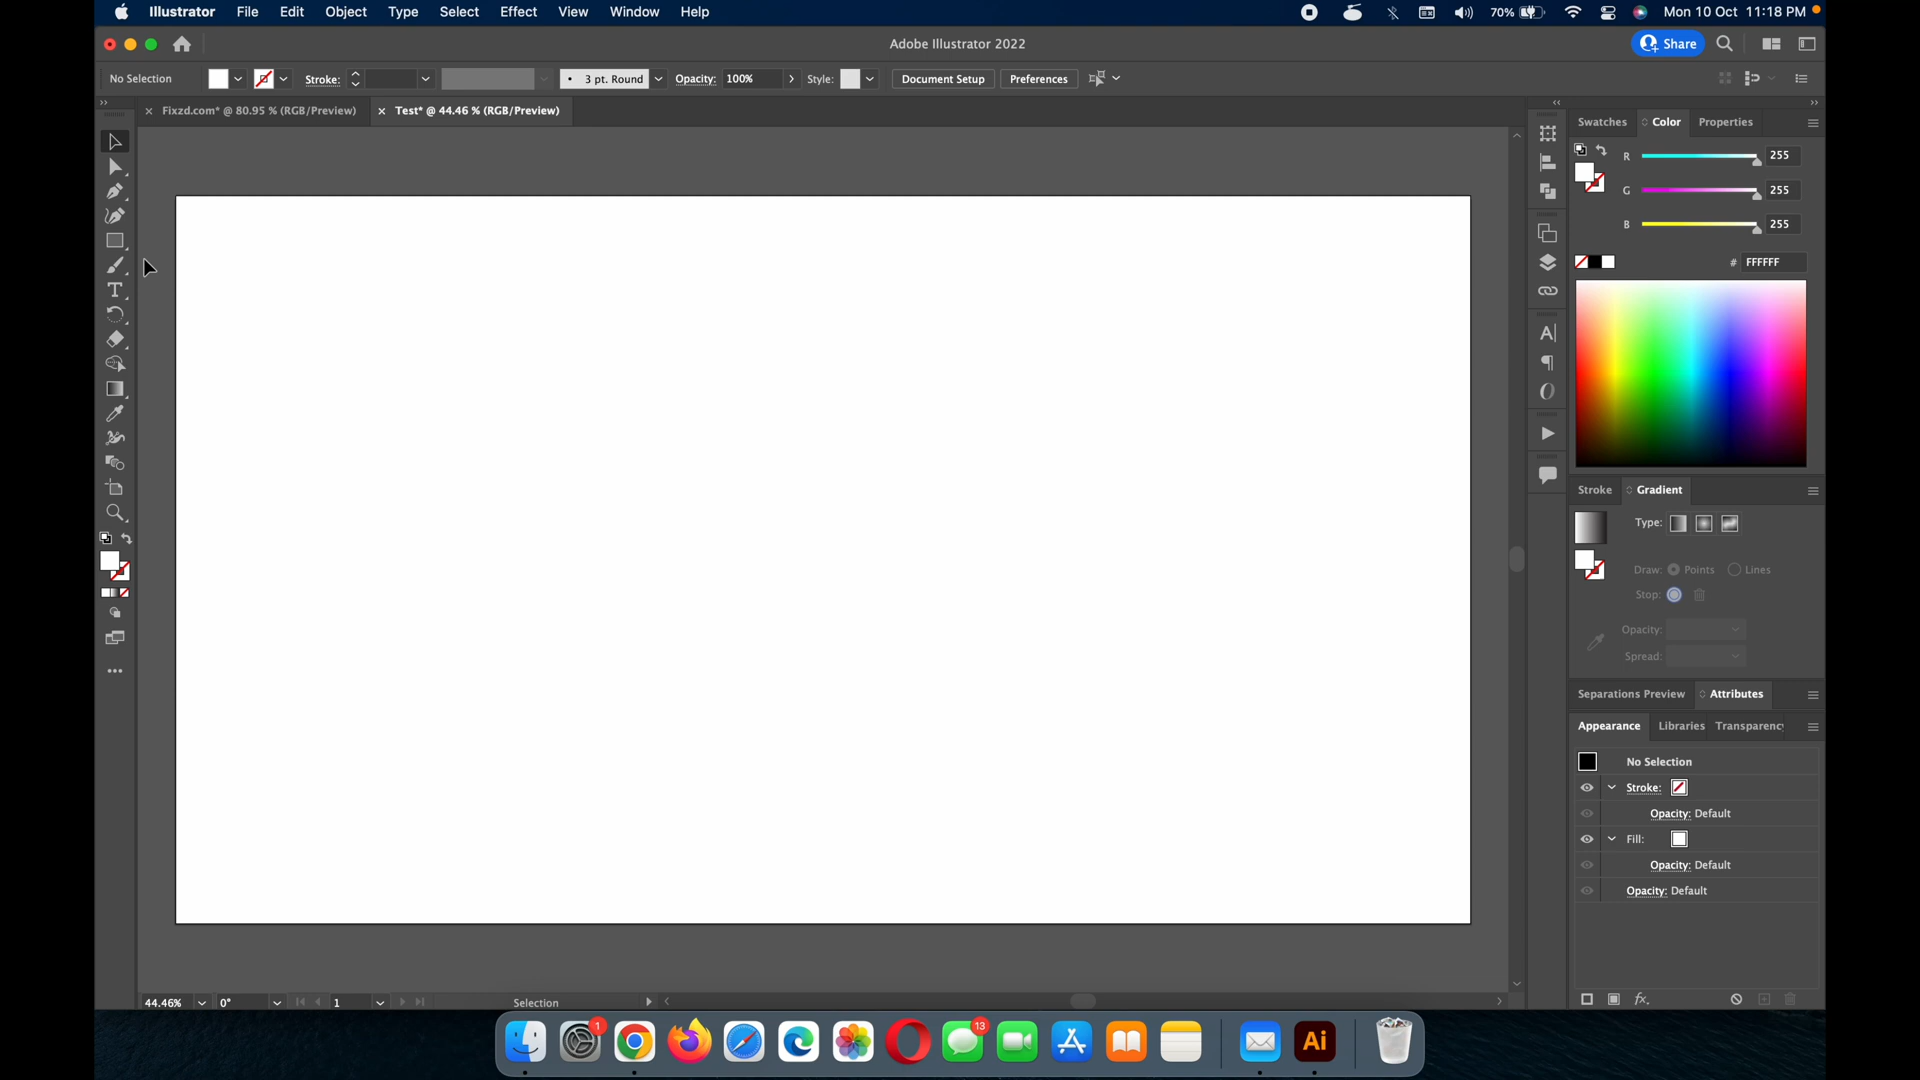 Illustrator File Edit Object Type Select Effect View Window Help 70% Mon 10 Oct 11:18 PM
Adobe Illustrator 2022 Share
No Selection Stroke: 3 pt. Round Opacity: 100% Style: Document Setup Preferences
Fixzd.com* @ 80.95 % (RGB/Preview) Test* @ 44.46 % (RGB/Preview)
Swatches Color Properties
R 255
G 255
B 255
# FFFFFF
Stroke Gradient
Type:
Draw: Points Lines
Stop:
Opacity:
Spread:
Separations Preview Attributes
Appearance Libraries Transparency
No Selection
Stroke:
Opacity: Default
Fill:
Opacity: Default
Opacity: Default
fx.
44.46% 0° 1 Selection
1 13 Ai